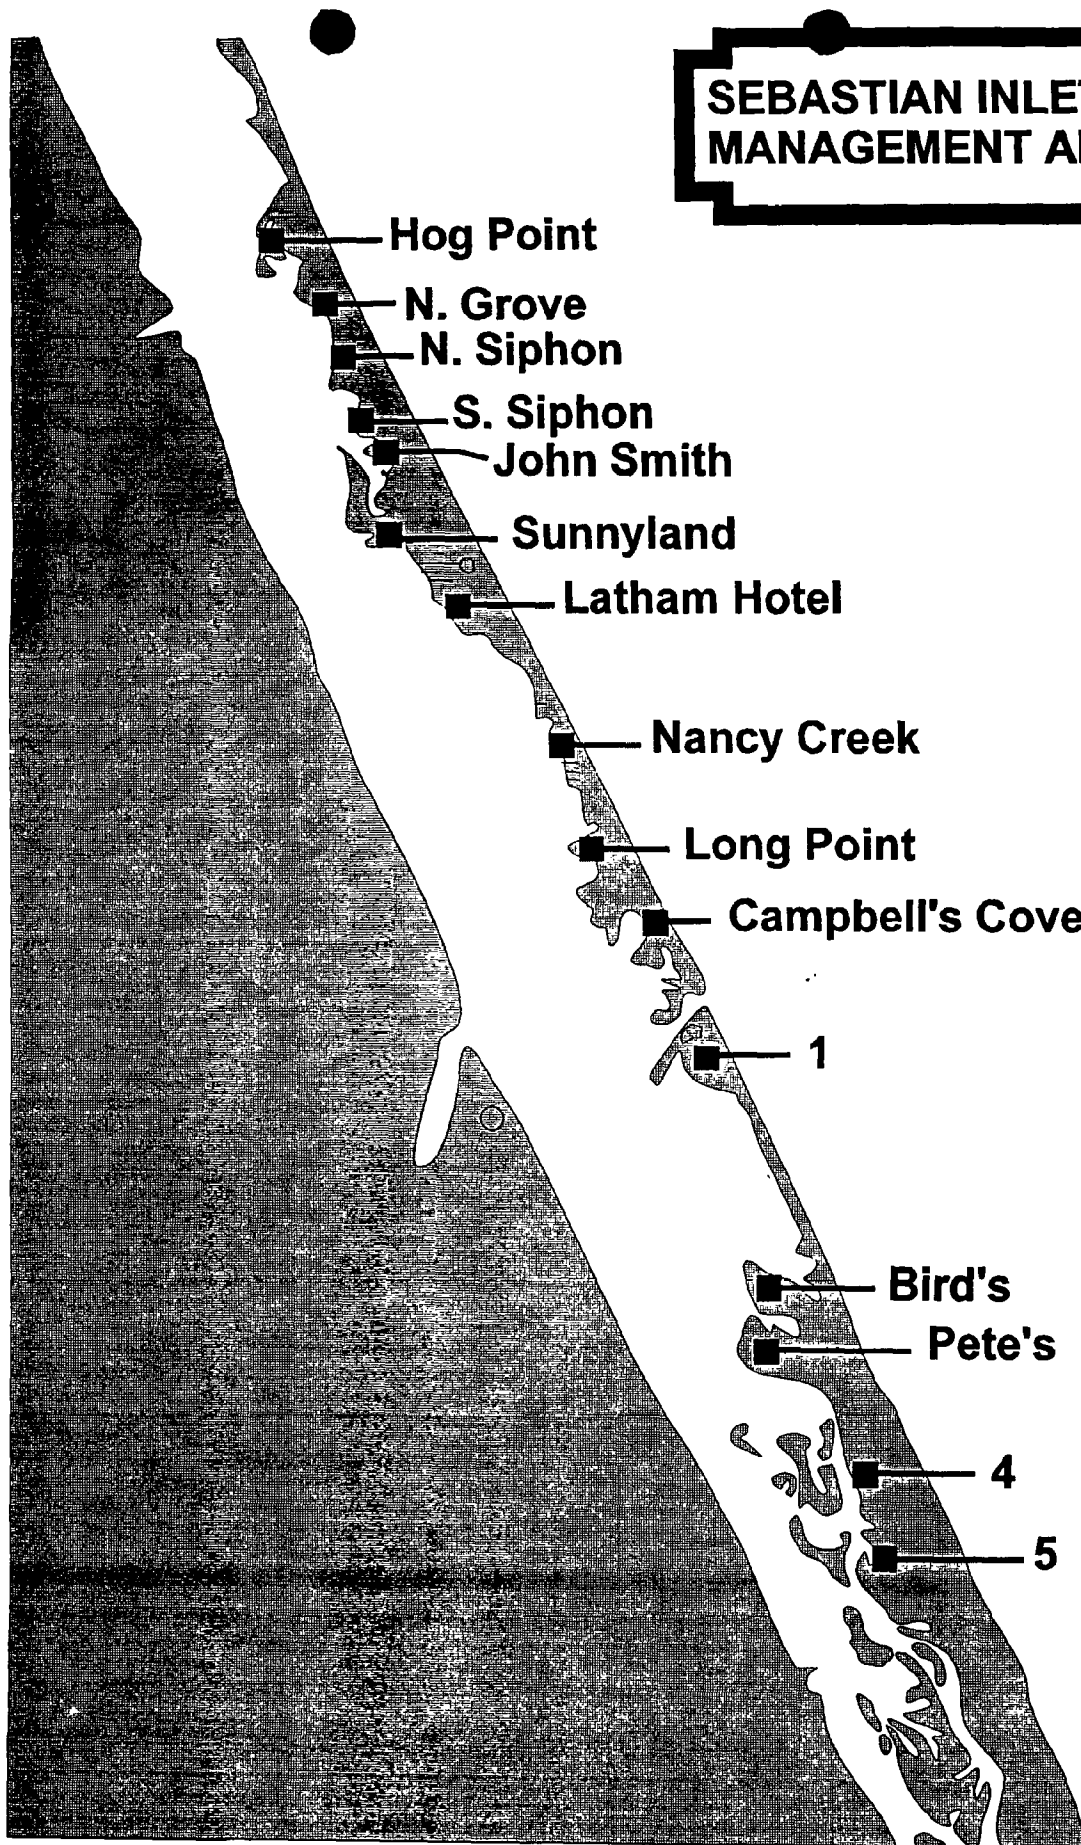 SEBASTIAN INLE
MANAGEMENT A
Hog Point
N. Grove
N. Siphon
S. Siphon
John Smith
Sunnyland
Latham Hotel
Nancy Creek
Long Point
Campbell's Cove
1
Bird's
Pete's
4
5